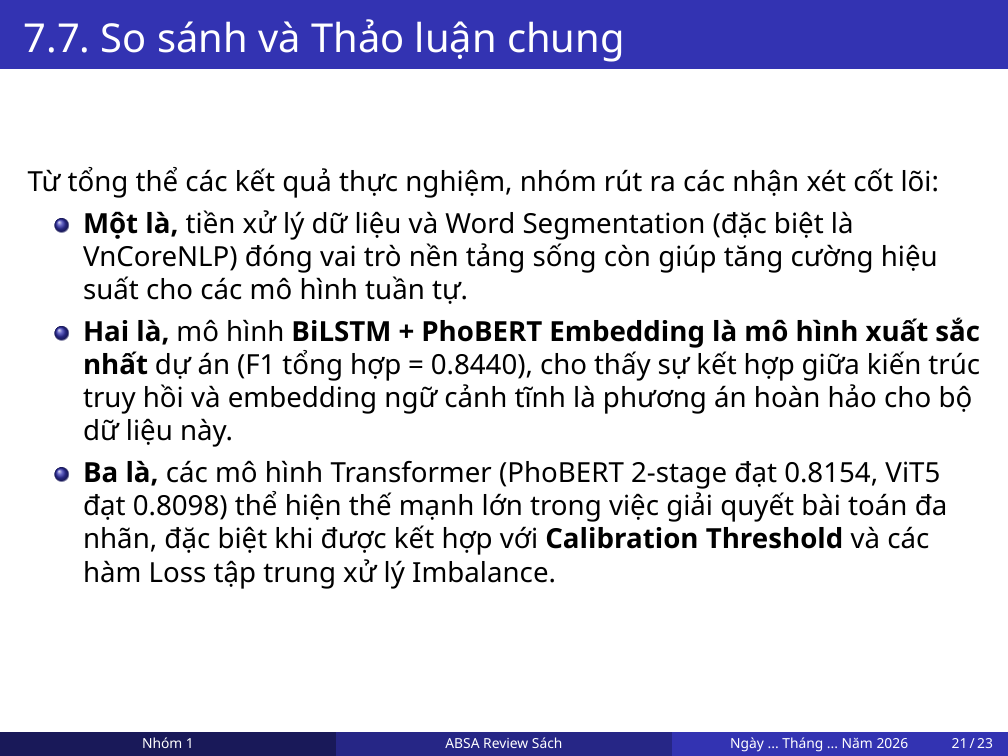 7.7. So sánh và Thảo luận chung
Từ tổng thể các kết quả thực nghiệm, nhóm rút ra các nhận xét cốt lõi:
Một là, tiền xử lý dữ liệu và Word Segmentation (đặc biệt là
VnCoreNLP) đóng vai trò nền tảng sống còn giúp tăng cường hiệu
suất cho các mô hình tuần tự.
Hai là, mô hình BiLSTM + PhoBERT Embedding là mô hình xuất sắc
nhất dự án (F1 tổng hợp = 0.8440), cho thấy sự kết hợp giữa kiến trúc
truy hồi và embedding ngữ cảnh tĩnh là phương án hoàn hảo cho bộ
dữ liệu này.
Ba là, các mô hình Transformer (PhoBERT 2-stage đạt 0.8154, ViT5
đạt 0.8098) thể hiện thế mạnh lớn trong việc giải quyết bài toán đa
nhãn, đặc biệt khi được kết hợp với Calibration Threshold và các
hàm Loss tập trung xử lý Imbalance.
Nhóm 1 ABSA Review Sách Ngày ... Tháng ... Năm 2026 21 / 23